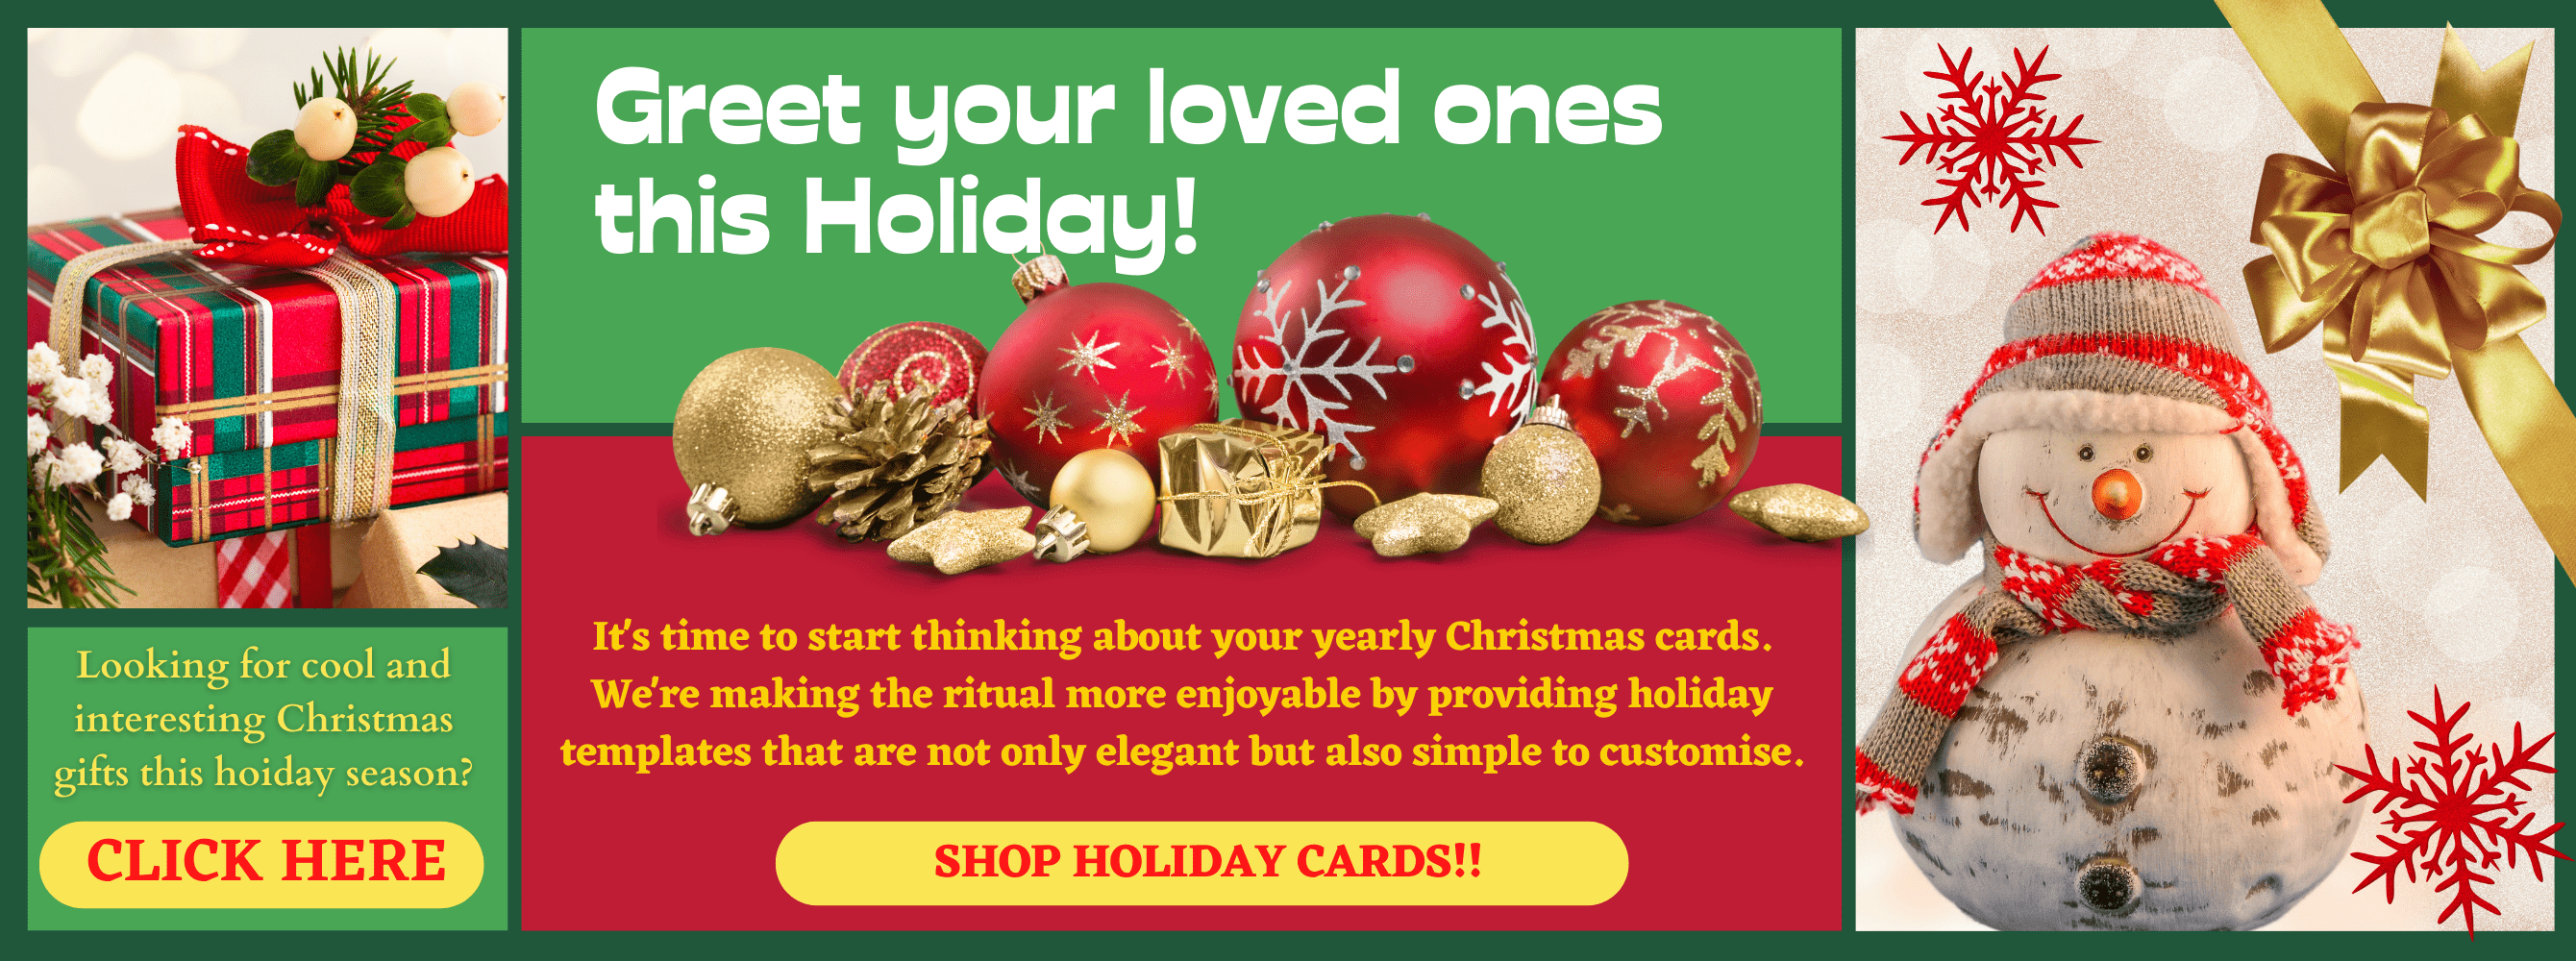 Greet your loved ones
this Holiday!
It's time to start thinking about your yearly Christmas cards.
We're making the ritual more enjoyable by providing holiday
templates that are not only elegant but also simple to customise.
SHOP HOLIDAY CARDS!!
Looking for cool and
interesting Christmas
gifts this hoiday season?
CLICK HERE